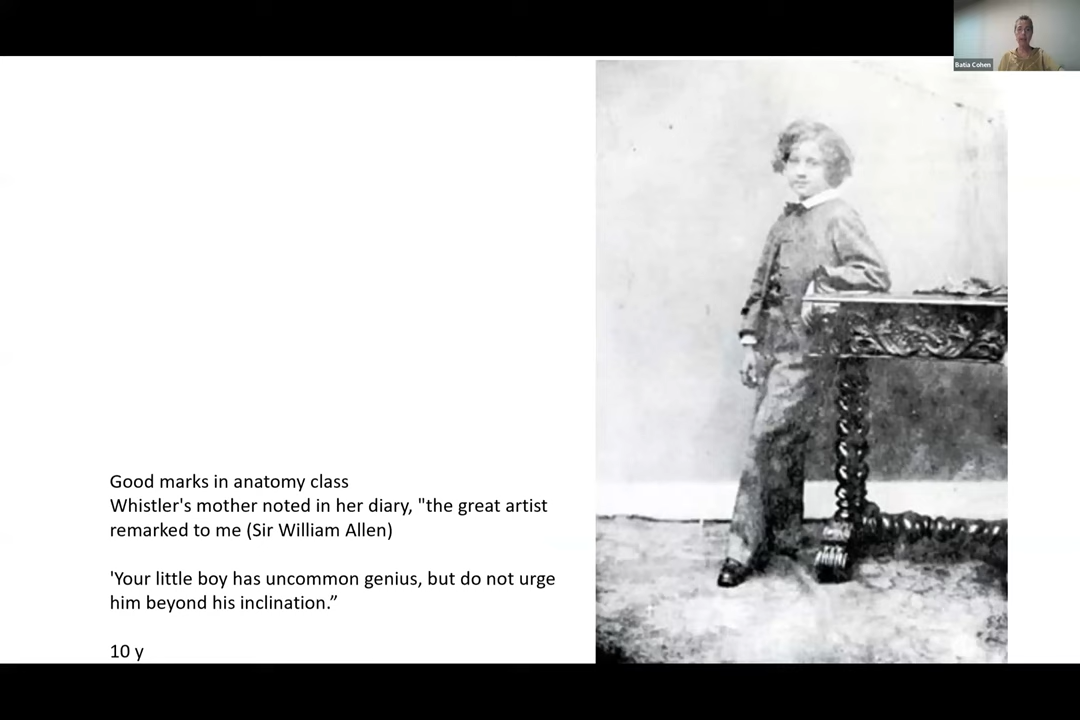 Batia Cohen
Good marks in anatomy class
Whistler's mother noted in her diary, "the great artist
remarked to me (Sir William Allen)
'Your little boy has uncommon genius, but do not urge
him beyond his inclination.”
10 y